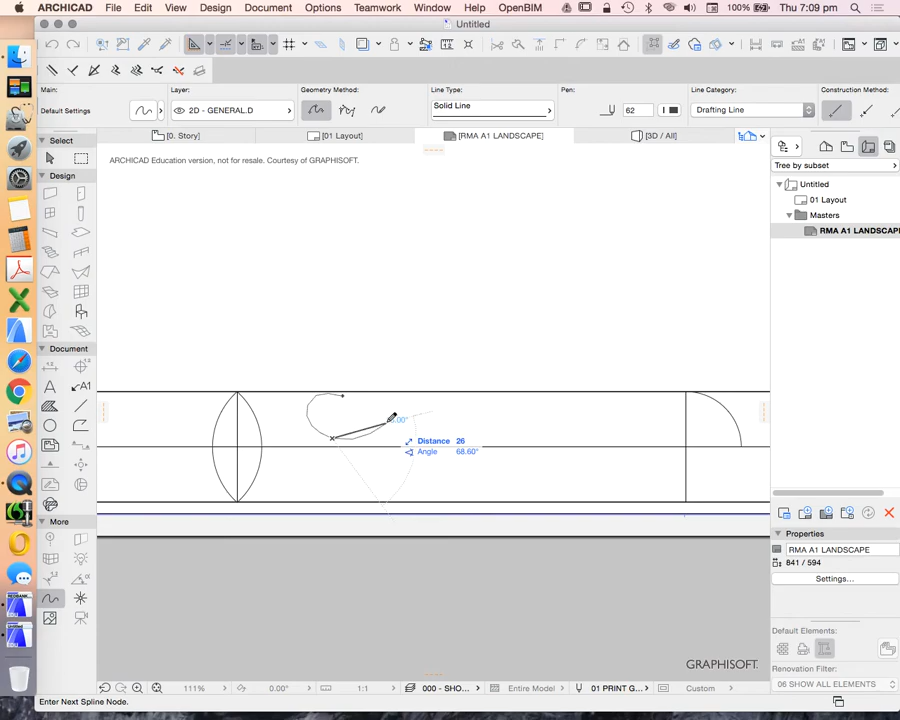 ARCHICAD File Edit View Design Document Options Teamwork Window Help OpenBIM 100% Thu 7:09 pm
Untitled
Main:
Layer:
Geometry Method:
Line Type:
Pen:
Line Category:
Construction Method:
Default Settings
2D - GENERAL.D
Solid Line
62
Drafting Line
Select
[0. Story]
[01 Layout]
[RMA A1 LANDSCAPE]
[3D / All]
ARCHICAD Education version, not for resale. Courtesy of GRAPHISOFT.
Tree by subset
Design
Untitled
01 Layout
Masters
RMA A1 LANDSCAPE
Document
A
A1
Distance 26
Angle 68.60°
More
Properties
RMA A1 LANDSCAPE
841 / 594
Settings...
Default Elements:
GRAPHISOFT.
Renovation Filter:
06 SHOW ALL ELEMENTS
111%
0.00°
1:1
000 - SHO...
Entire Model
01 PRINT G...
Custom
Enter Next Spline Node.